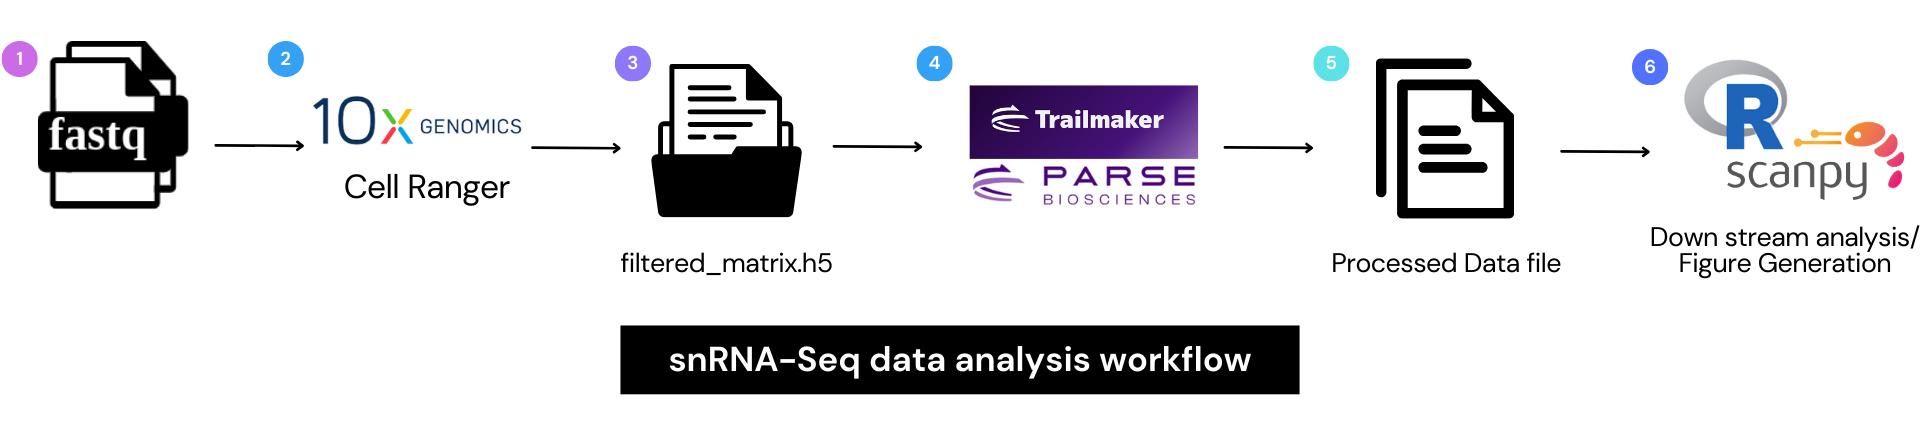 1
fastq
2
10x GENOMICS
Cell Ranger
3
filtered_matrix.h5
4
Trailmaker
PARSE
BIOSCIENCES
5
Processed Data file
6
R
scanpy
Down stream analysis/
Figure Generation
snRNA-Seq data analysis workflow